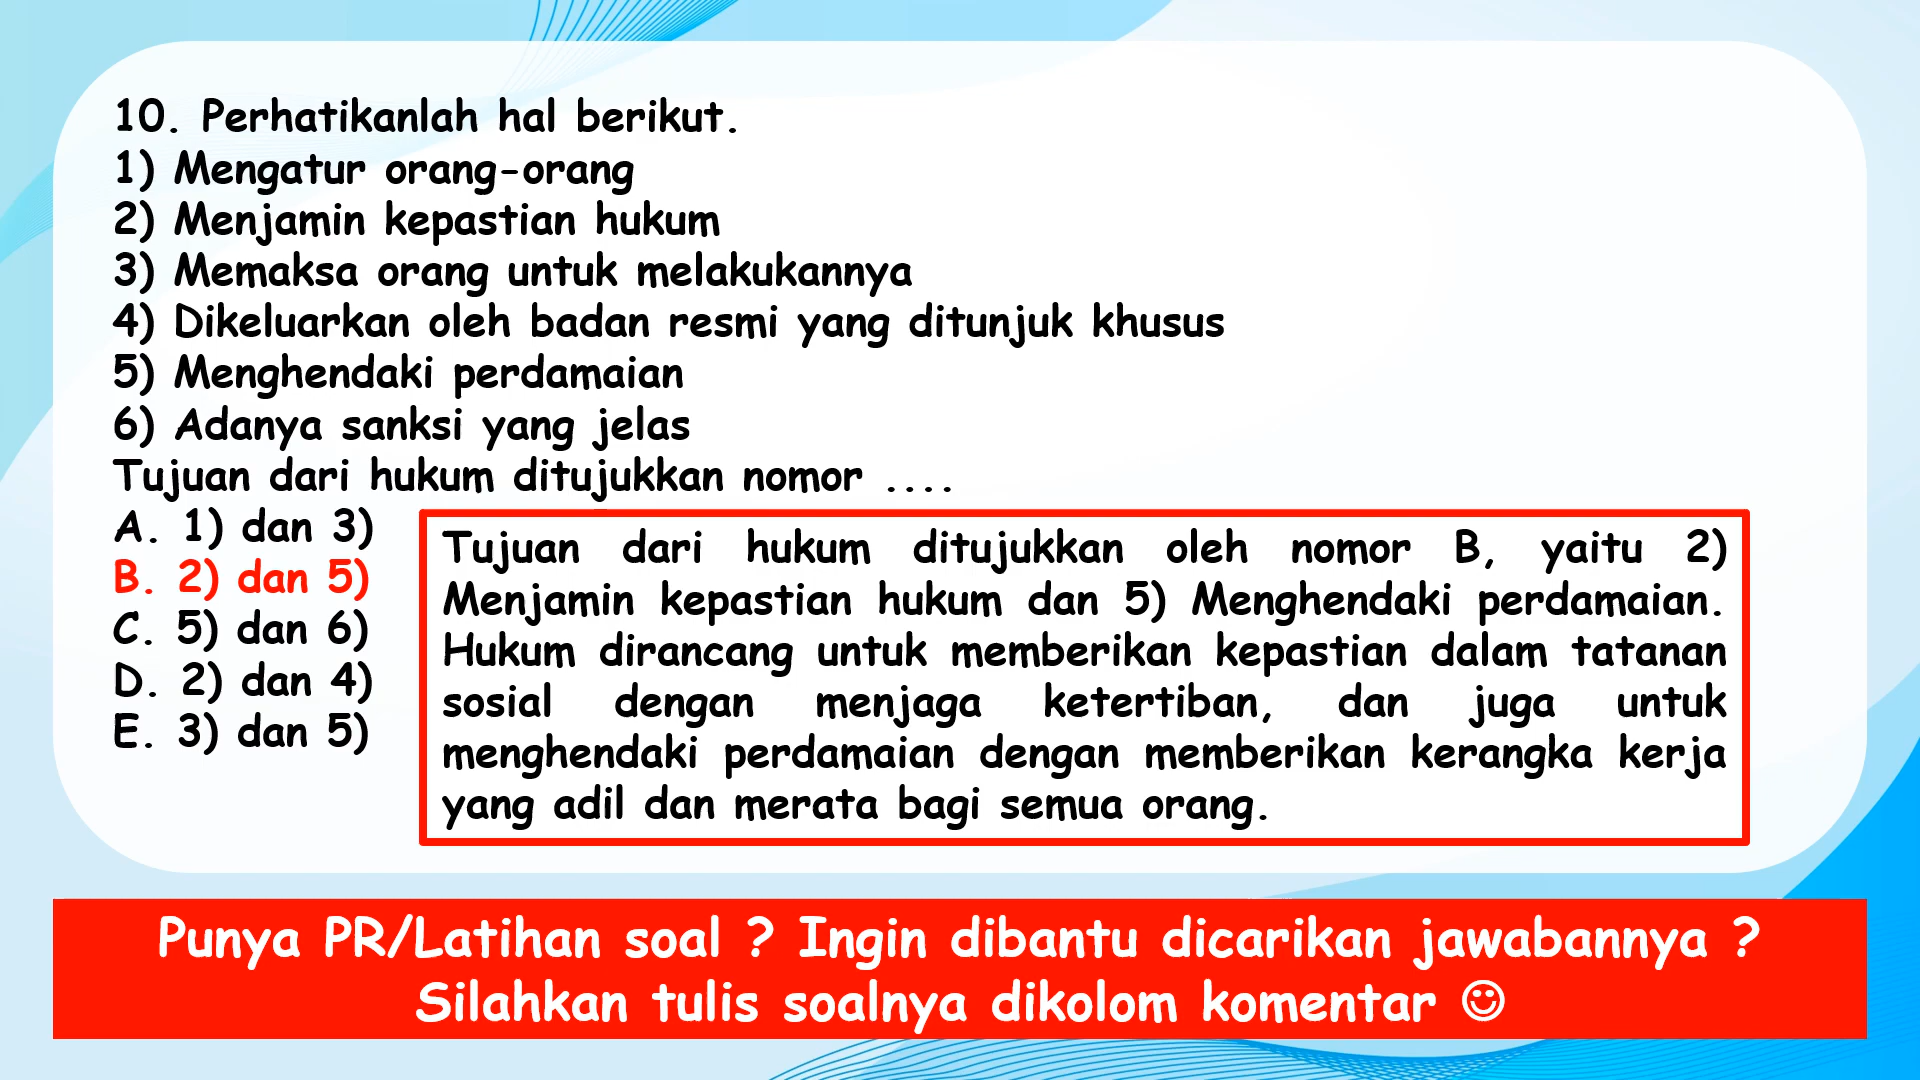 10. Perhatikanlah hal berikut.
1) Mengatur orang-orang
2) Menjamin kepastian hukum
3) Memaksa orang untuk melakukannya
4) Dikeluarkan oleh badan resmi yang ditunjuk khusus
5) Menghendaki perdamaian
6) Adanya sanksi yang jelas
Tujuan dari hukum ditujukkan nomor ....
A. 1) dan 3)
B. 2) dan 5)
C. 5) dan 6)
D. 2) dan 4)
E. 3) dan 5)
Tujuan dari hukum ditujukkan oleh nomor B, yaitu 2)
Menjamin kepastian hukum dan 5) Menghendaki perdamaian.
Hukum dirancang untuk memberikan kepastian dalam tatanan
sosial dengan menjaga ketertiban, dan juga untuk
menghendaki perdamaian dengan memberikan kerangka kerja
yang adil dan merata bagi semua orang.
Punya PR/Latihan soal ? Ingin dibantu dicarikan jawabannya ?
Silahkan tulis soalnya dikolom komentar ☺